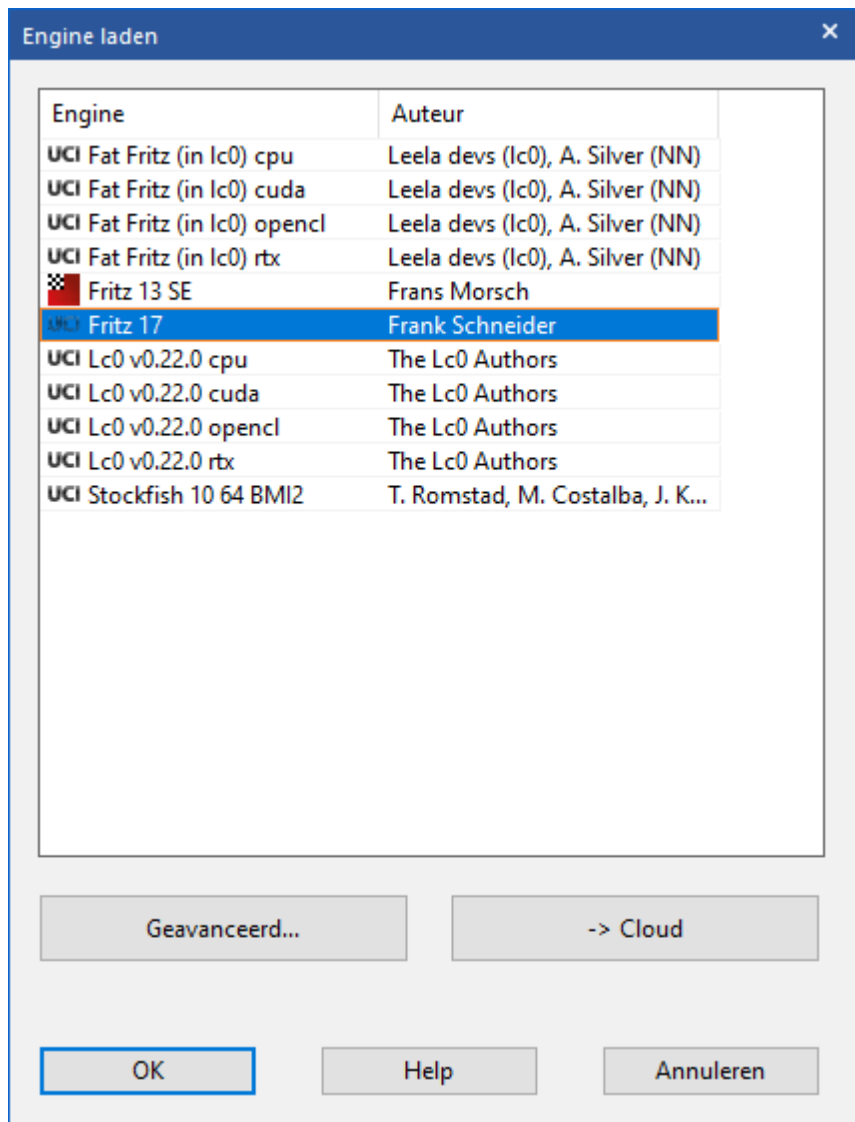 Engine laden
Engine Auteur
UCI Fat Fritz (in lc0) cpu Leela devs (lc0), A. Silver (NN)
UCI Fat Fritz (in lc0) cuda Leela devs (lc0), A. Silver (NN)
UCI Fat Fritz (in lc0) opencl Leela devs (lc0), A. Silver (NN)
UCI Fat Fritz (in lc0) rtx Leela devs (lc0), A. Silver (NN)
Fritz 13 SE Frans Morsch
Fritz 17 Frank Schneider
UCI Lc0 v0.22.0 cpu The Lc0 Authors
UCI Lc0 v0.22.0 cuda The Lc0 Authors
UCI Lc0 v0.22.0 opencl The Lc0 Authors
UCI Lc0 v0.22.0 rtx The Lc0 Authors
UCI Stockfish 10 64 BMI2 T. Romstad, M. Costalba, J. K...
Geavanceerd... -> Cloud
OK Help Annuleren